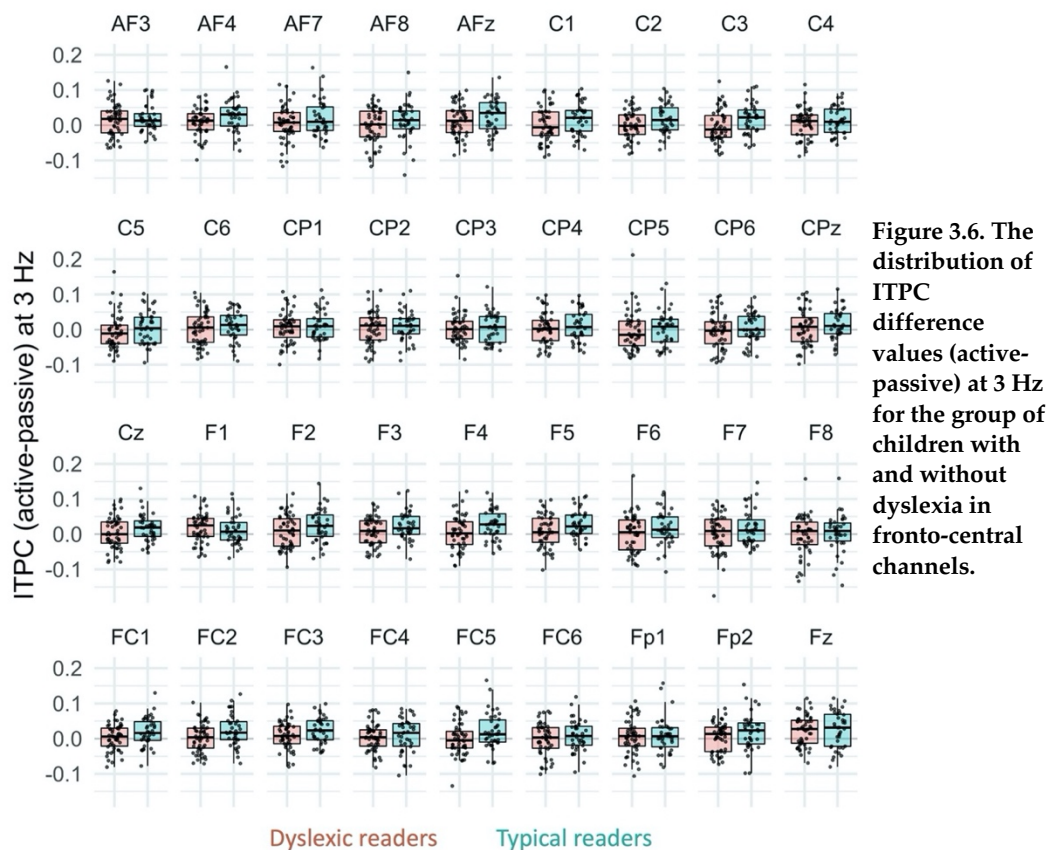 AF3 AF4 AF7 AF8 AFz C1 C2 C3 C4
0.2
0.1
0.0
-0.1
C5 C6 CP1 CP2 CP3 CP4 CP5 CP6 CPz
0.2
0.1
0.0
-0.1
Cz F1 F2 F3 F4 F5 F6 F7 F8
0.2
0.1
0.0
-0.1
FC1 FC2 FC3 FC4 FC5 FC6 Fp1 Fp2 Fz
0.2
0.1
0.0
-0.1
ITPC (active-passive) at 3 Hz
Dyslexic readers Typical readers
Figure 3.6. The
distribution of
ITPC
difference
values (active-
passive) at 3 Hz
for the group of
children with
and without
dyslexia in
fronto-central
channels.